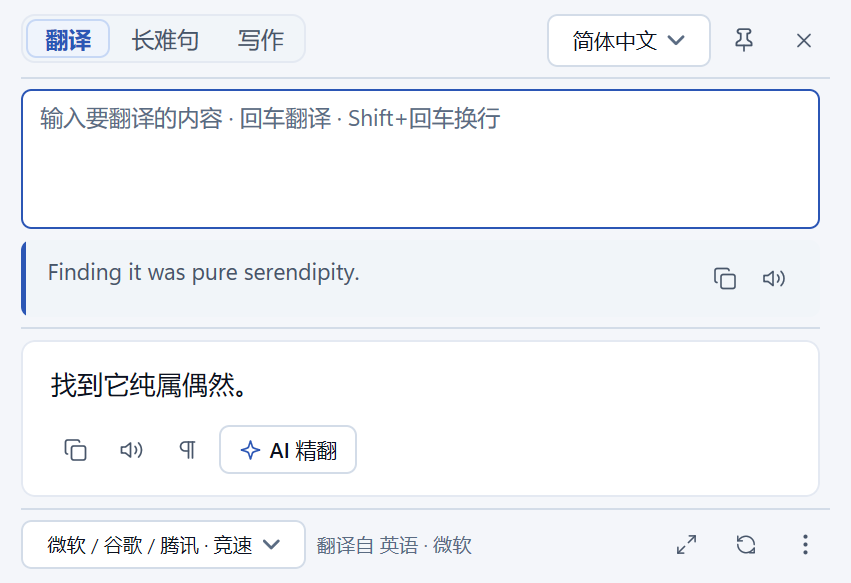 翻译 长难句 写作 简体中文
输入要翻译的内容 · 回车翻译 · Shift+回车换行
Finding it was pure serendipity.
找到它纯属偶然。
AI 精翻
微软 / 谷歌 / 腾讯 · 竞速 翻译自 英语 · 微软